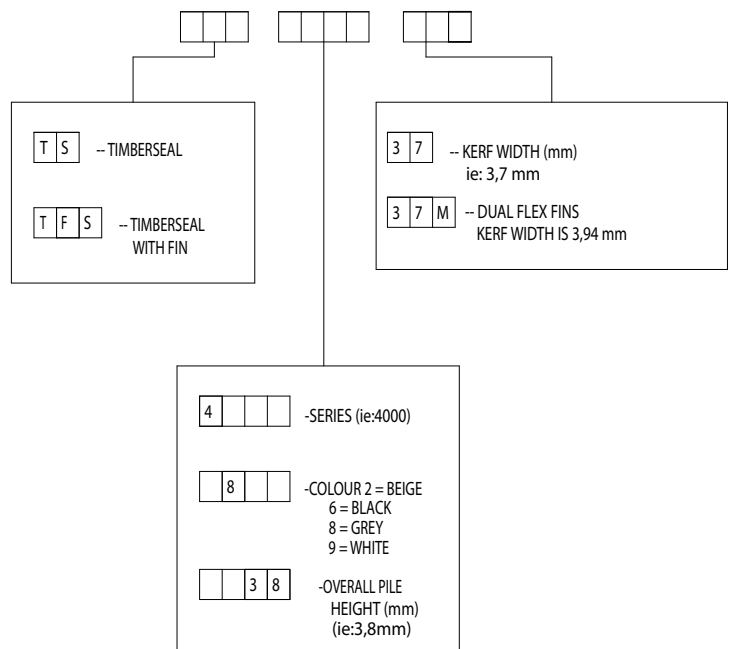 T S -- TIMBERSEAL
T F S -- TIMBERSEAL
WITH FIN
3 7 -- KERF WIDTH (mm)
ie: 3,7 mm
3 7 M -- DUAL FLEX FINS
KERF WIDTH IS 3,94 mm
4 -SERIES (ie:4000)
8 -COLOUR 2 = BEIGE
6 = BLACK
8 = GREY
9 = WHITE
3 8 -OVERALL PILE
HEIGHT (mm)
(ie:3,8mm)